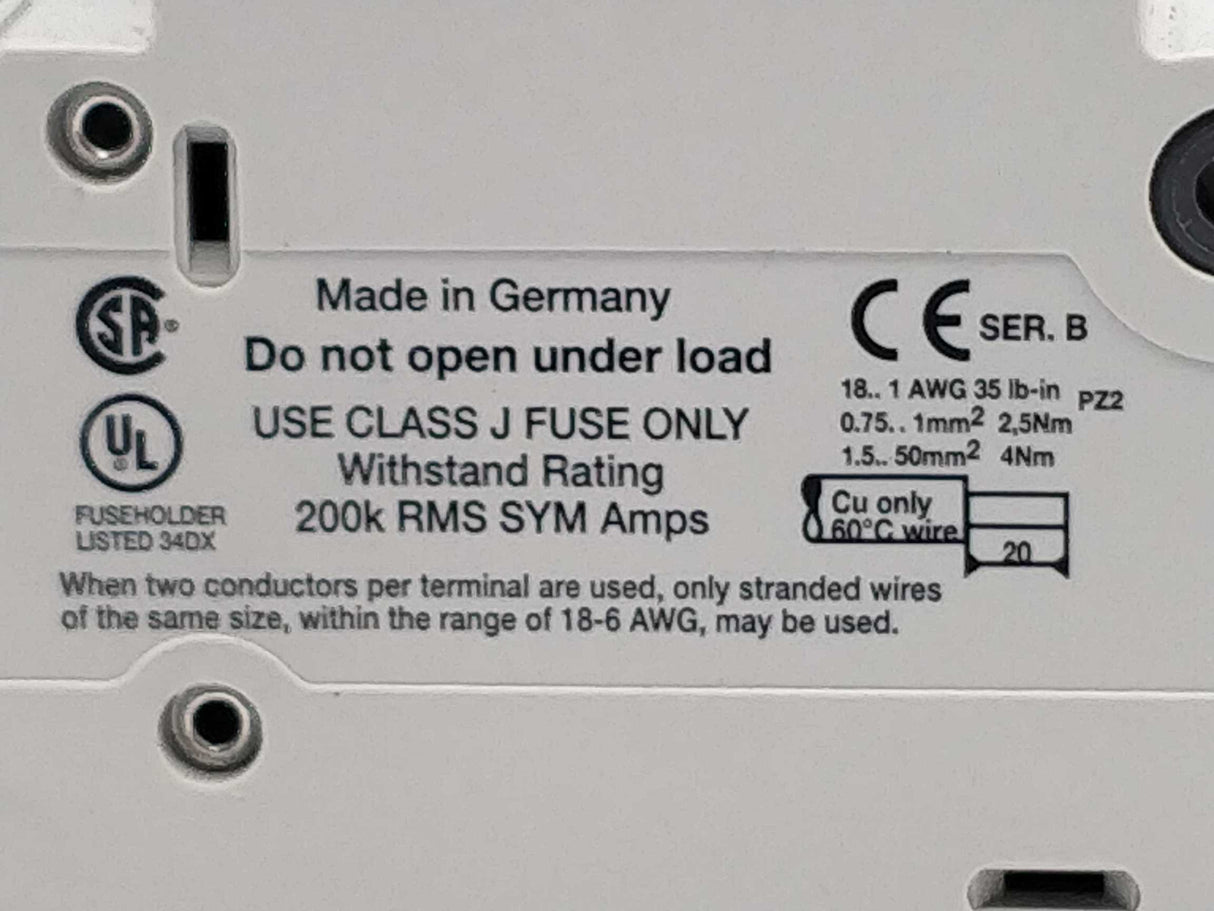 SA®
Made in Germany
CE SER. B
Do not open under load
18.. 1 AWG 35 lb-in PZ2
UL®
USE CLASS J FUSE ONLY
0.75.. 1mm² 2,5Nm
Withstand Rating
1.5.. 50mm² 4Nm
FUSEHOLDER
LISTED 34DX
200k RMS SYM Amps
Cu only
60°C wire
20
When two conductors per terminal are used, only stranded wires
of the same size, within the range of 18-6 AWG, may be used.